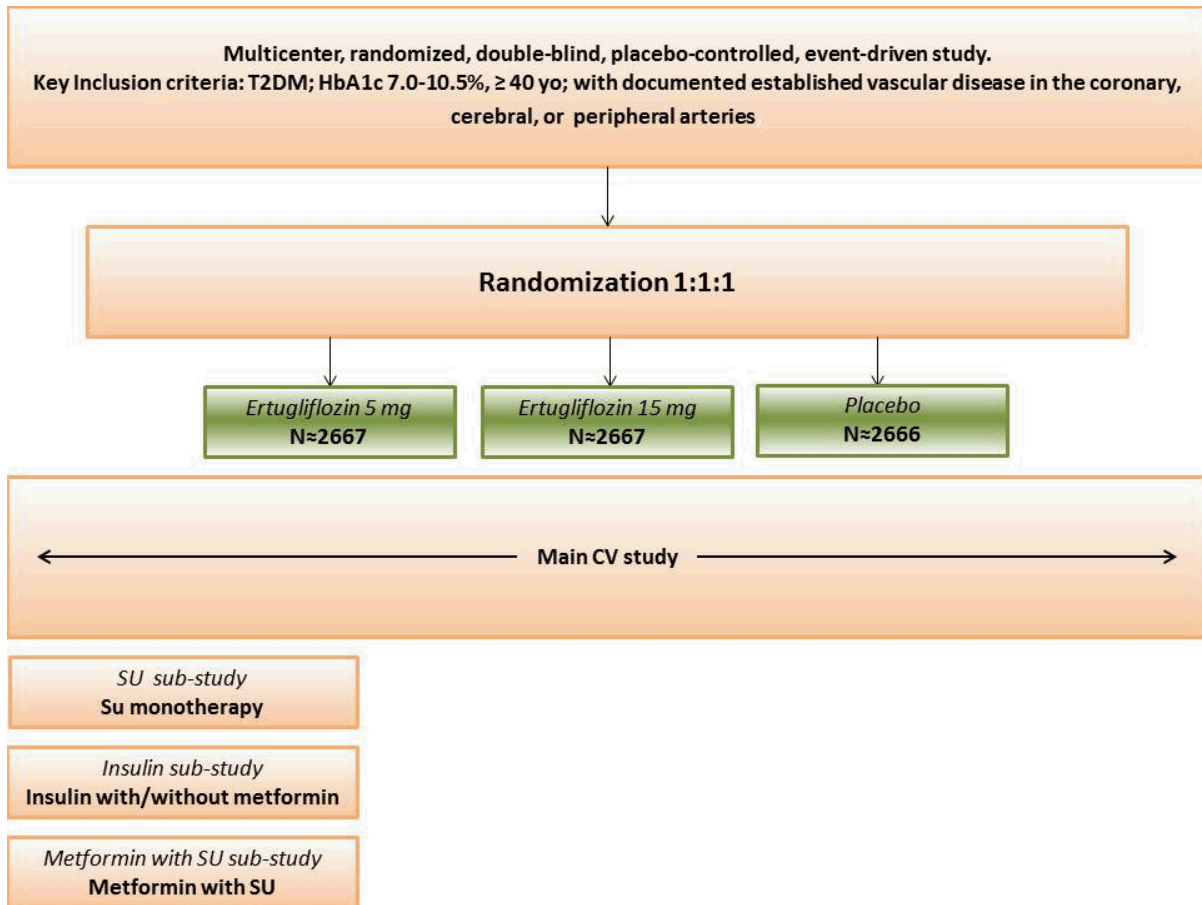 Multicenter, randomized, double-blind, placebo-controlled, event-driven study.
Key Inclusion criteria: T2DM; HbA1c 7.0-10.5%, ≥ 40 yo; with documented established vascular disease in the coronary,
cerebral, or peripheral arteries.
Randomization 1:1:1
Ertugliflozin 5 mg
N≈2667
Ertugliflozin 15 mg
N≈2667
Placebo
N≈2666
Main CV study
SU sub-study
Su monotherapy
Insulin sub-study
Insulin with/without metformin
Metformin with SU sub-study
Metformin with SU